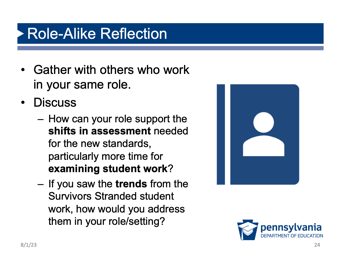 Role-Alike Reflection
• Gather with others who work
in your same role.
• Discuss
– How can your role support the
shifts in assessment needed
for the new standards,
particularly more time for
examining student work?
– If you saw the trends from the
Survivors Stranded student
work, how would you address
them in your role/setting?
pennsylvania
DEPARTMENT OF EDUCATION
8/1/23
24